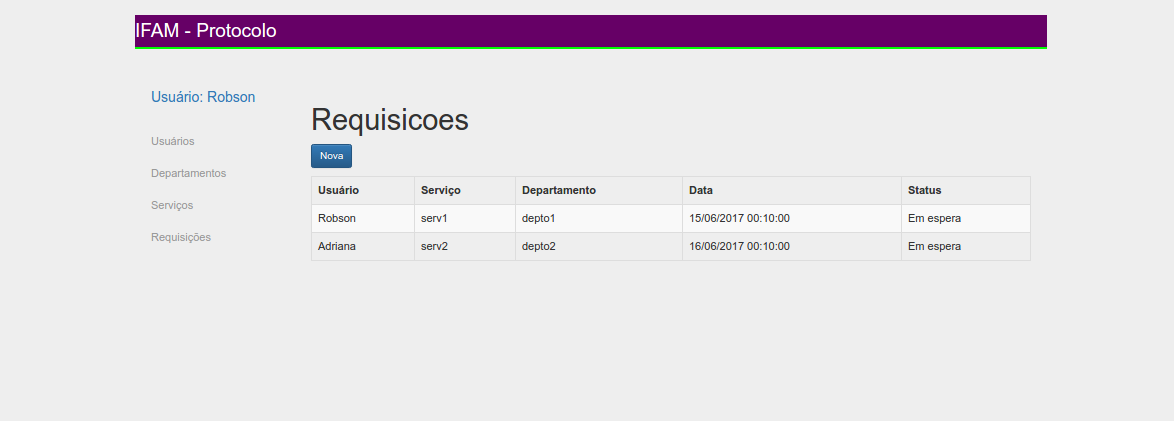 IFAM - Protocolo
Usuário: Robson
Usuários
Departamentos
Serviços
Requisições
Requisicoes
Nova
Usuário Serviço Departamento Data Status
Robson serv1 depto1 15/06/2017 00:10:00 Em espera
Adriana serv2 depto2 16/06/2017 00:10:00 Em espera